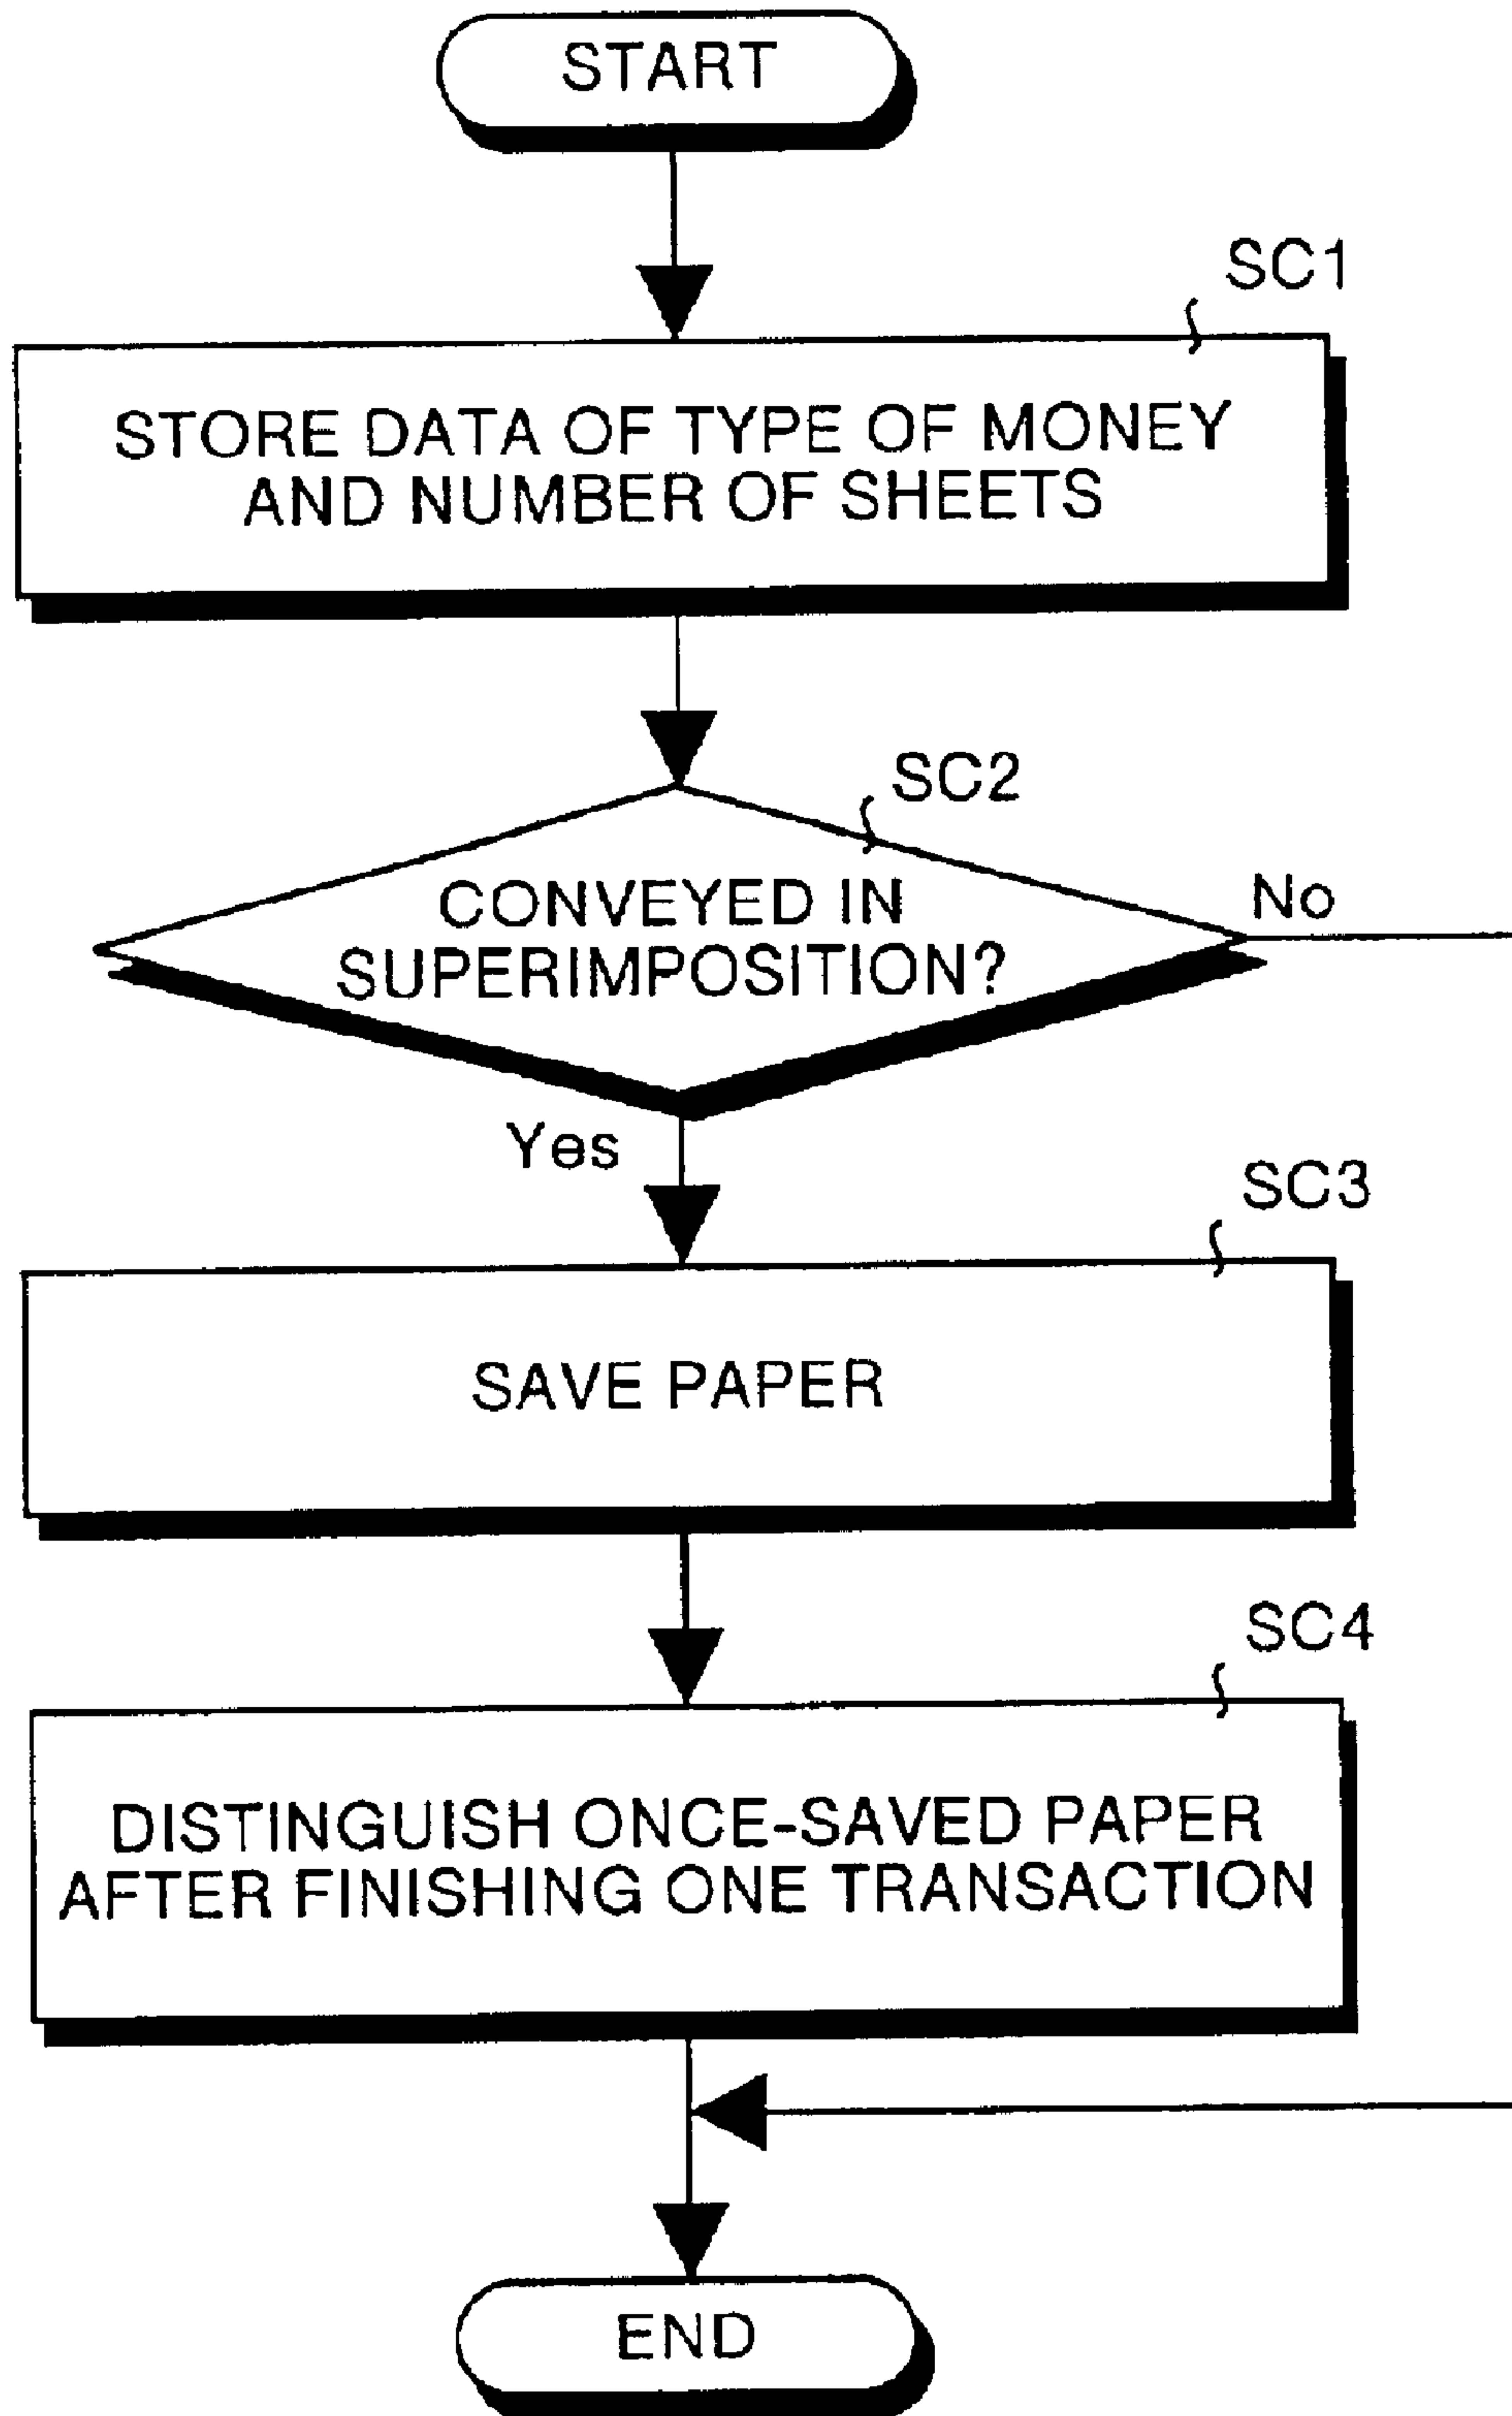 START
SC1
STORE DATA OF TYPE OF MONEY
AND NUMBER OF SHEETS
SC2
CONVEYED IN
SUPERIMPOSITION?
No
Yes
SC3
SAVE PAPER
SC4
DISTINGUISH ONCE-SAVED PAPER
AFTER FINISHING ONE TRANSACTION
END